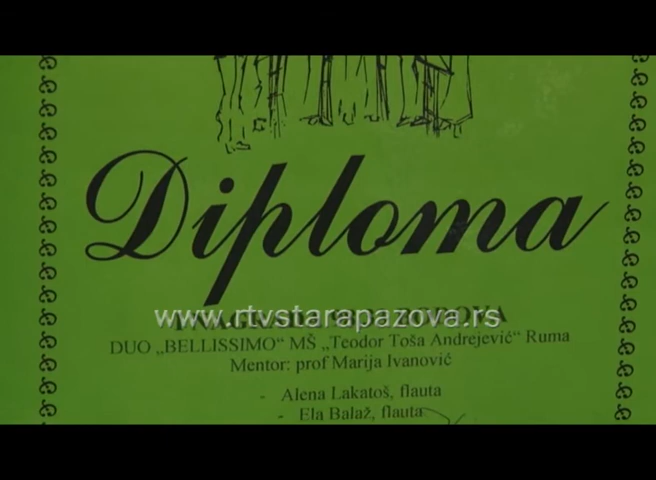 Diploma
www.rtvstarapazova.rs
DUO „BELLISSIMO“ MŠ „Teodor Toša Andrejević“ Ruma
Mentor: prof Marija Ivanović
- Alena Lakatoš, flauta
- Ela Balaž, flauta